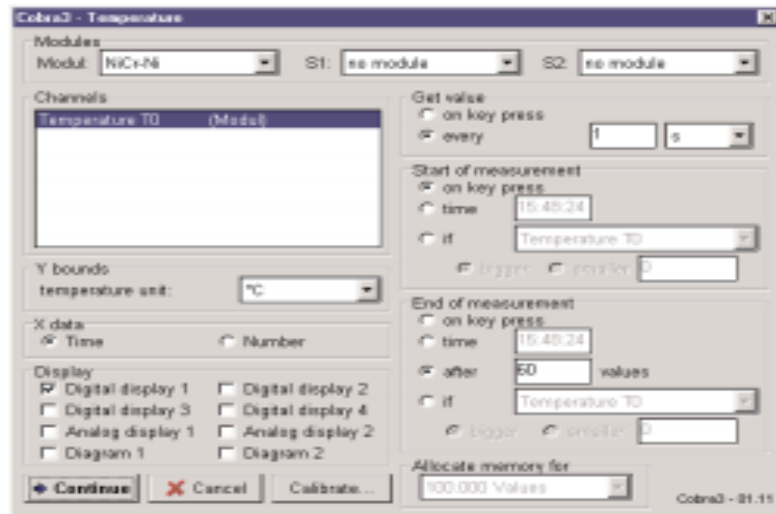 Cobra3 - Temperature
Modules
Modul: NiCr-Ni S1: no module S2: no module
Channels
Temperature T0 (Modul)
Y bounds
temperature unit: °C
X data
Time Number
Display
Digital display 1 Digital display 2
Digital display 3 Digital display 4
Analog display 1 Analog display 2
Diagram 1 Diagram 2
Continue Cancel Calibrate...
Get value
on key press
every 1 s
Start of measurement
on key press
time 15:48:24
if Temperature T0
bigger smaller 0
End of measurement
on key press
time 15:48:24
after 60 values
if Temperature T0
bigger smaller 0
Allocate memory for
100.000 Values
Cobra3 - 01.11